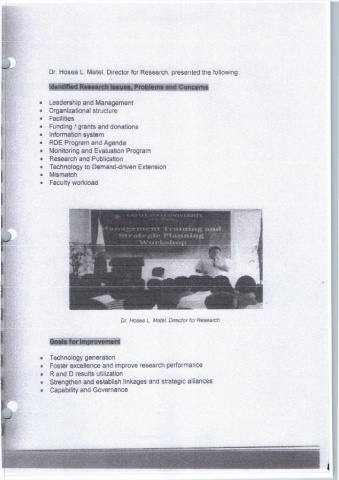 Dr. Hosea L. Matel, Director for Research, presented the following:
Identified Research Issues, Problems and Concerns
Leadership and Management
Organizational structure
Facilities
Funding / grants and donations
Information system
RDE Program and Agenda
Monitoring and Evaluation Program
Research and Publication
Technology to Demand-driven Extension
Mismatch
Faculty workload
Management Training and
Strategic Planning
Workshop
Dr. Hosea L. Matel, Director for Research
Goals for Improvement
Technology generation
Foster excellence and improve research performance
R and D results utilization
Strengthen and establish linkages and strategic alliances
Capability and Governance